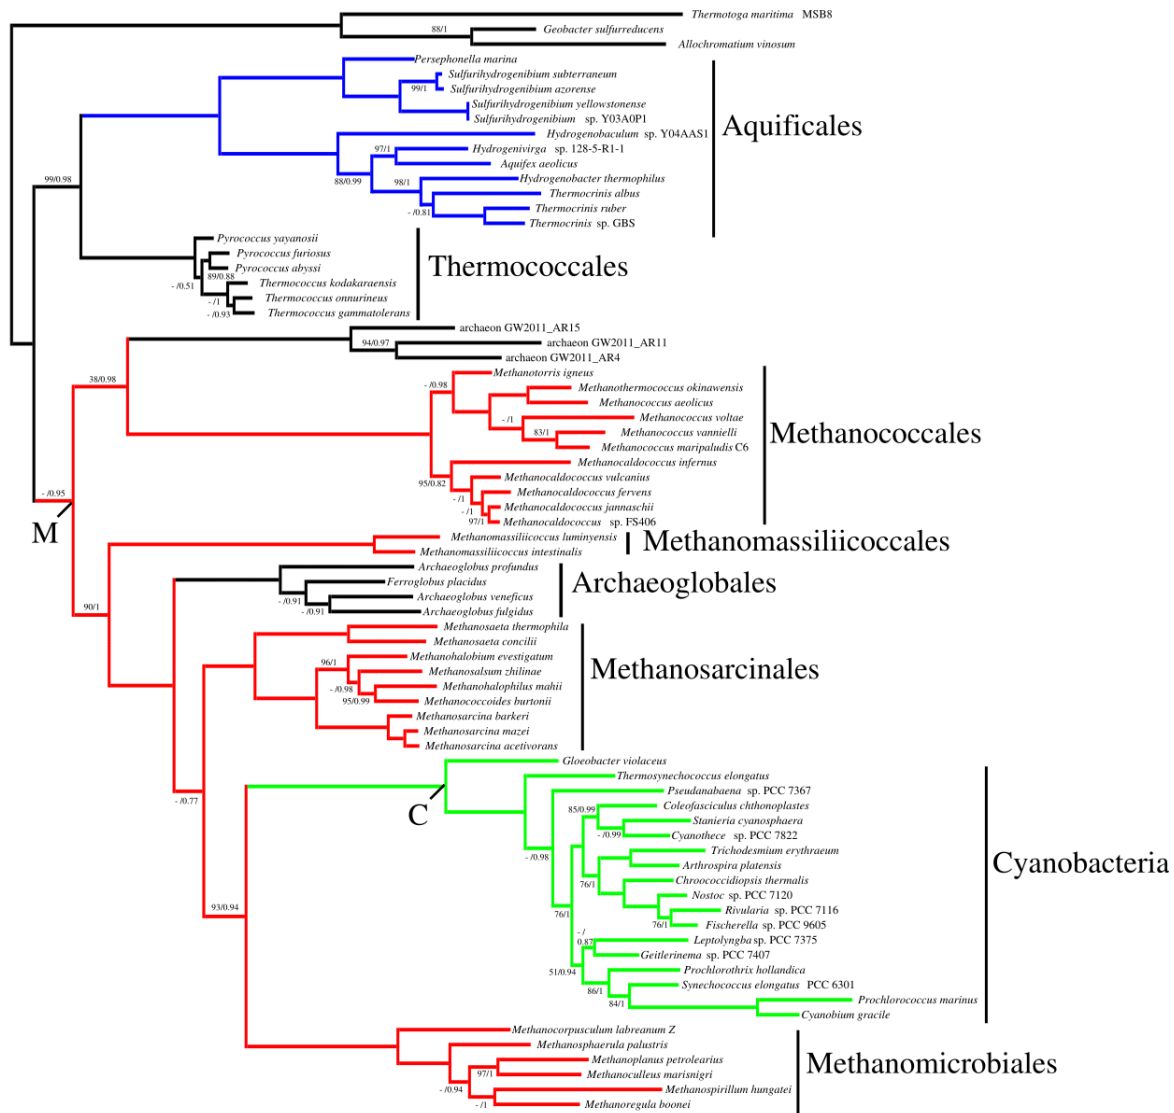 Thermotoga maritima MSB8
88/1
Geobacter sulfurreducens
Allochromatium vinosum
Persephonella marina
Sulfurihydrogenibium subterraneum
99/1
Sulfurihydrogenibium azorense
Sulfurihydrogenibium yellowstonense
Sulfurihydrogenibium sp. Y03A0P1
Aquificales
Hydrogenobaculum sp. Y04AAS1
97/1
Hydrogenivirga sp. 128-5-R1-1
Aquifex aeolicus
99/0.98
88/0.99
98/1
Hydrogenobacter thermophilus
Thermocrinis albus
- /0.81
Thermocrinis ruber
Thermocrinis sp. GBS
Pyrococcus yayanosii
Pyrococcus furiosus
Pyrococcus abyssi
Thermococcales
89/0.88
- /0.51
Thermococcus kodakaraensis
- /1
Thermococcus onnurineus
- /0.93
Thermococcus gammatolerans
archaeon GW2011_AR15
94/0.97
archaeon GW2011_AR11
archaeon GW2011_AR4
38/0.98
Methanotorris igneus
- /0.98
Methanothermococcus okinawensis
Methanococcus aeolicus
- /1
Methanococcus voltae
83/1
Methanococcus vannielli
Methanococcus maripaludis C6
Methanococcales
Methanocaldococcus infernus
95/0.82
Methanocaldococcus vulcanius
- /1
Methanocaldococcus fervens
- /1
Methanocaldococcus jannaschii
97/1
Methanocaldococcus sp. FS406
- /0.95
M
Methanomassiliicoccus luminyensis
Methanomassiliicoccus intestinalis
Methanomassiliicoccales
90/1
Archaeoglobus profundus
Ferroglobus placidus
- /0.91
Archaeoglobus veneficus
- /0.91
Archaeoglobus fulgidus
Archaeoglobales
Methanosaeta thermophila
Methanosaeta concilii
96/1
Methanohalobium evestigatum
Methanosalsum zhilinae
- /0.98
Methanohalophilus mahii
95/0.99
Methanococcoides burtonii
Methanosarcinales
Methanosarcina barkeri
Methanosarcina mazei
Methanosarcina acetivorans
- /0.77
Gloeobacter violaceus
C
Thermosynechococcus elongatus
Pseudanabaena sp. PCC 7367
85/0.99
Coleofasciculus chthonoplastes
Stanieria cyanosphaera
- /0.99
Cyanothece sp. PCC 7822
- /0.98
Trichodesmium erythraeum
Arthrospira platensis
76/1
Chroococcidiopsis thermalis
Nostoc sp. PCC 7120
Rivularia sp. PCC 7116
76/1
Fischerella sp. PCC 9605
Cyanobacteria
93/0.94
76/1
- /
0.87
Leptolyngba sp. PCC 7375
Geitlerinema sp. PCC 7407
51/0.94
Prochlorothrix hollandica
86/1
Synechococcus elongatus PCC 6301
84/1
Prochlorococcus marinus
Cyanobium gracile
Methanocorpusculum labreanum Z
Methanosphaerula palustris
Methanoplanus petrolearius
97/1
Methanoculleus marisnigri
- /0.94
Methanospirillum hungatei
- /1
Methanoregula boonei
Methanomicrobiales